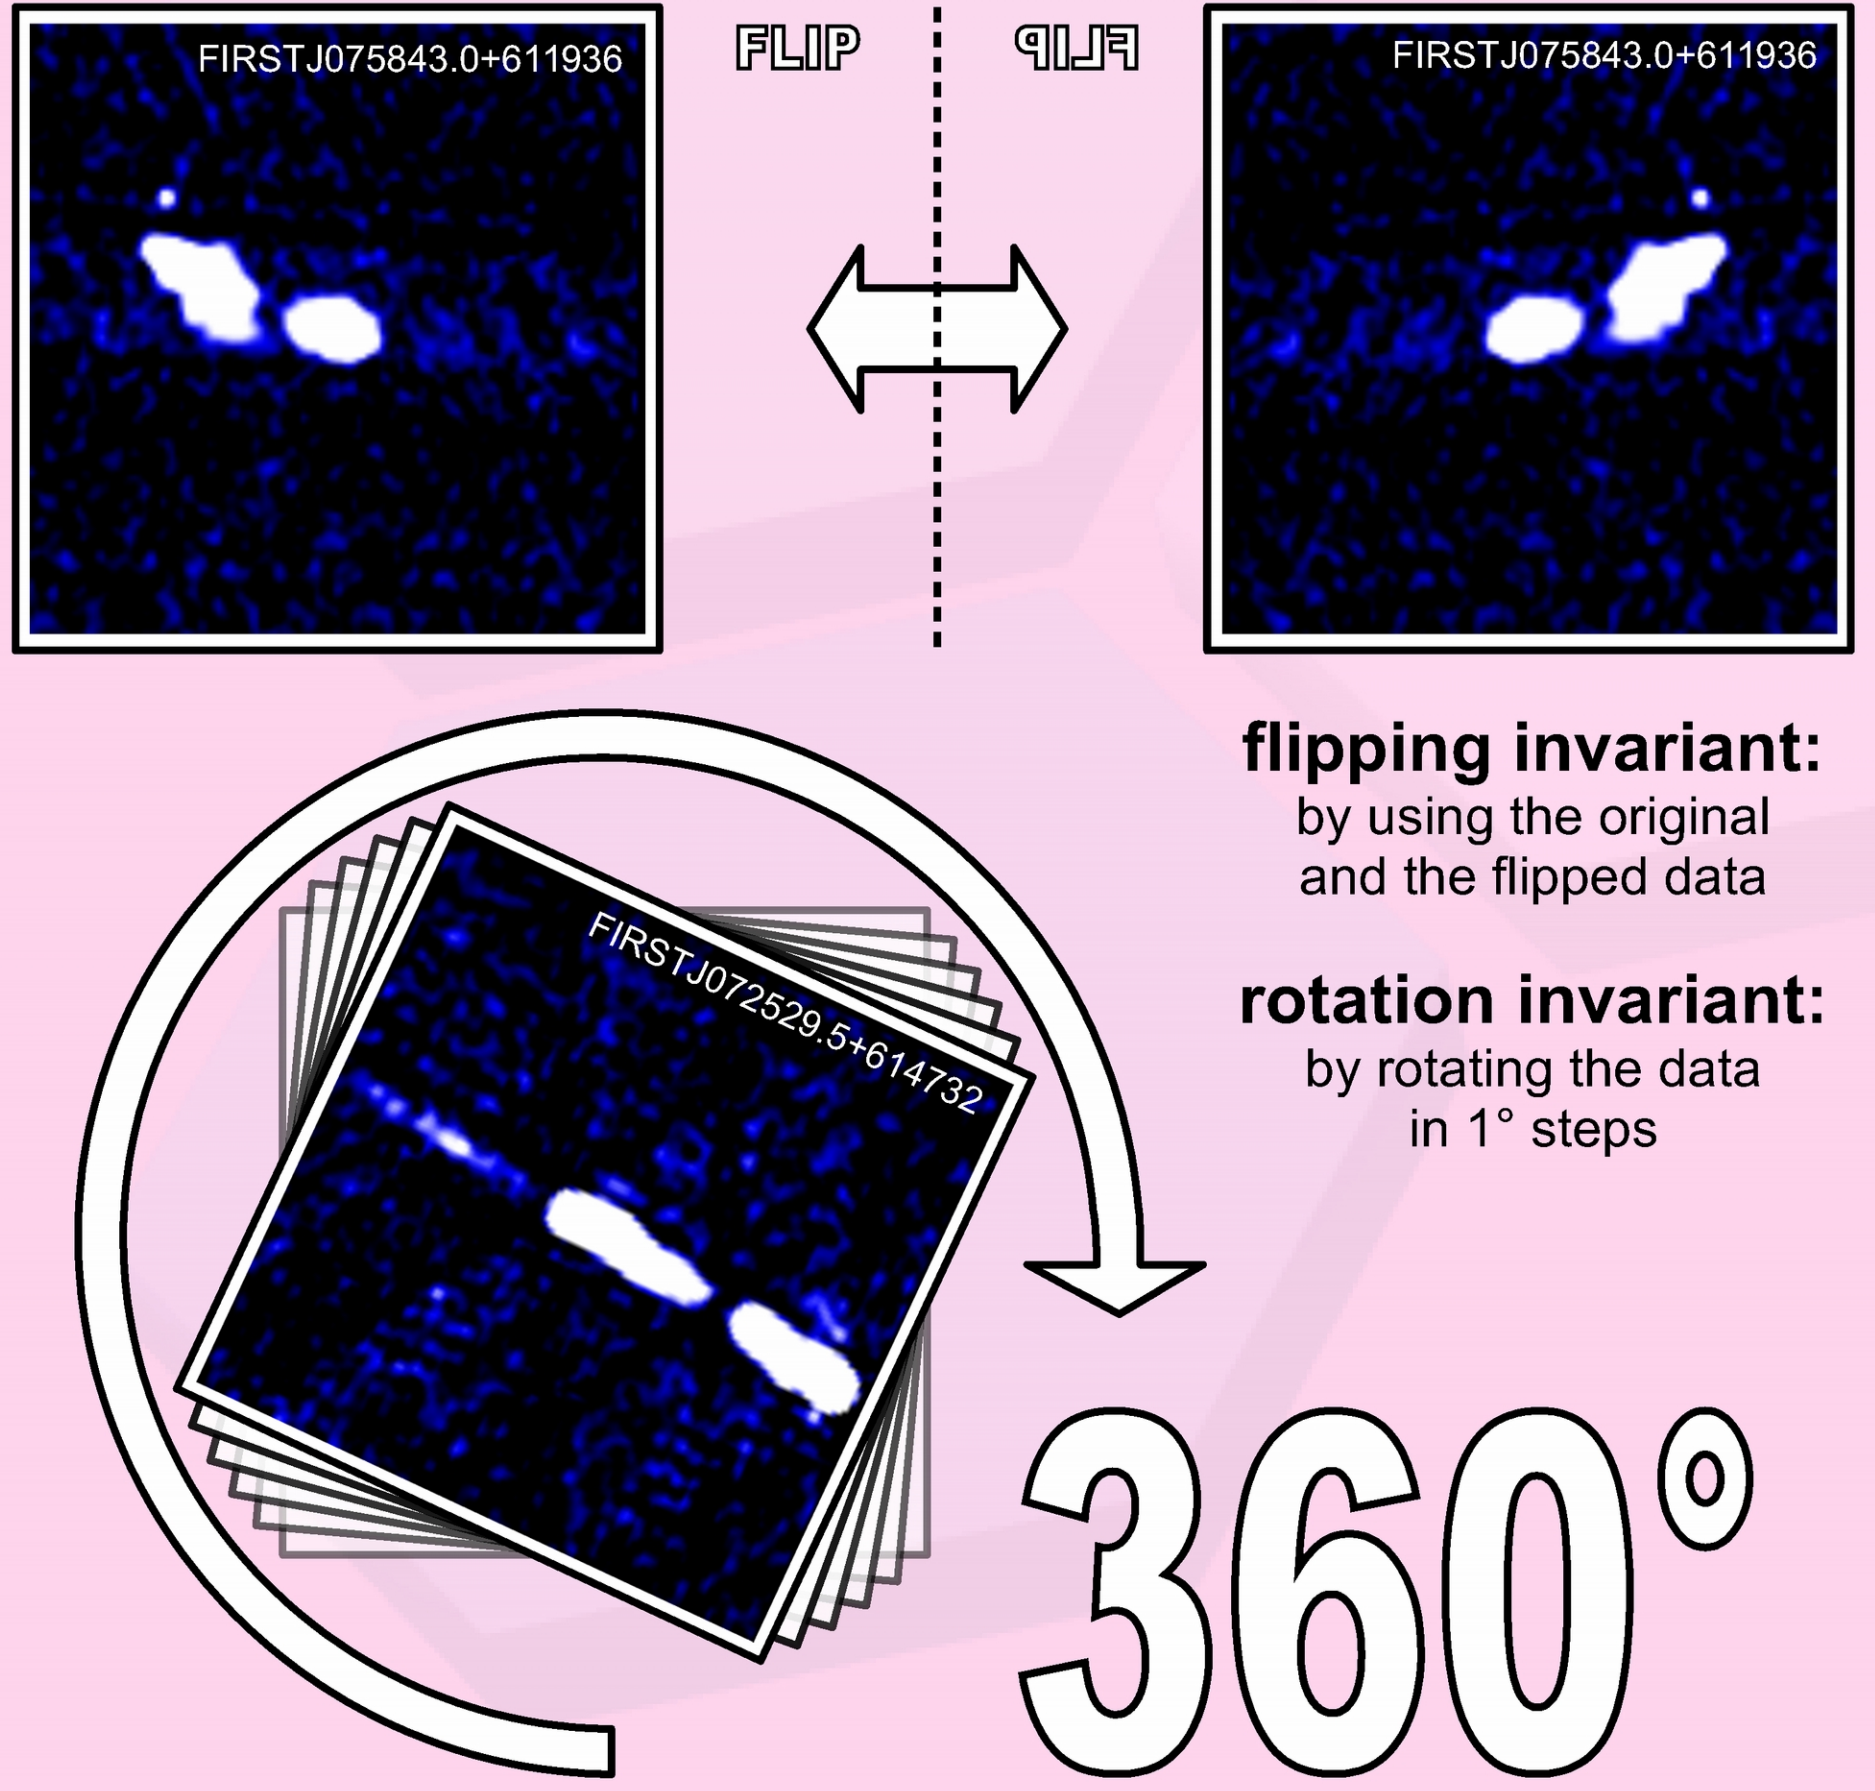 FIRSTJ075843.0+611936
FLIP
FLIP
FIRSTJ075843.0+611936
flipping invariant:
by using the original
and the flipped data
rotation invariant:
by rotating the data
in 1° steps
FIRSTJ072529.5+614732
360°